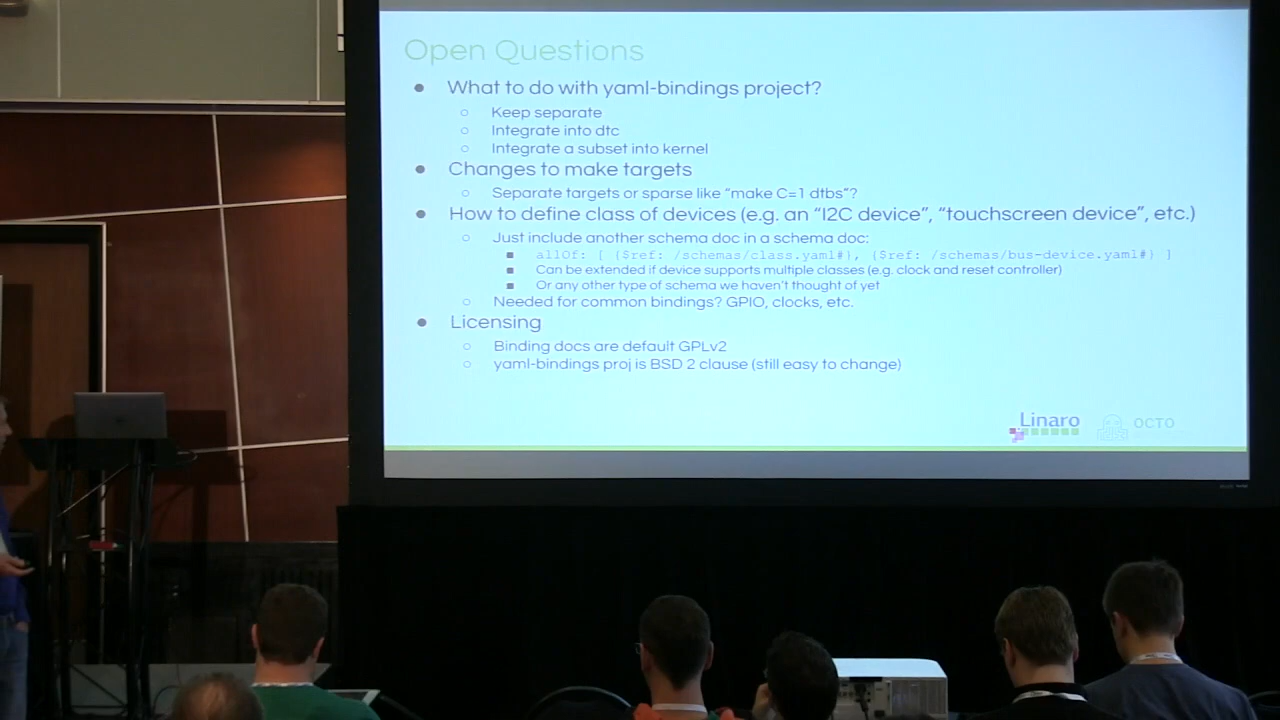 Open Questions
● What to do with yaml-bindings project?
○ Keep separate
○ Integrate into dtc
○ Integrate a subset into kernel
● Changes to make targets
○ Separate targets or sparse like “make C=1 dtbs”?
● How to define class of devices (e.g. an “I2C device”, “touchscreen device”, etc.)
○ Just include another schema doc in a schema doc:
■ allOf: [ {$ref: /schemas/class.yaml#}, {$ref: /schemas/bus-device.yaml#} ]
■ Can be extended if device supports multiple classes (e.g. clock and reset controller)
■ Or any other type of schema we haven’t thought of yet
○ Needed for common bindings? GPIO, clocks, etc.
● Licensing
○ Binding docs are default GPLv2
○ yaml-bindings proj is BSD 2 clause (still easy to change)
Linaro
OCTO